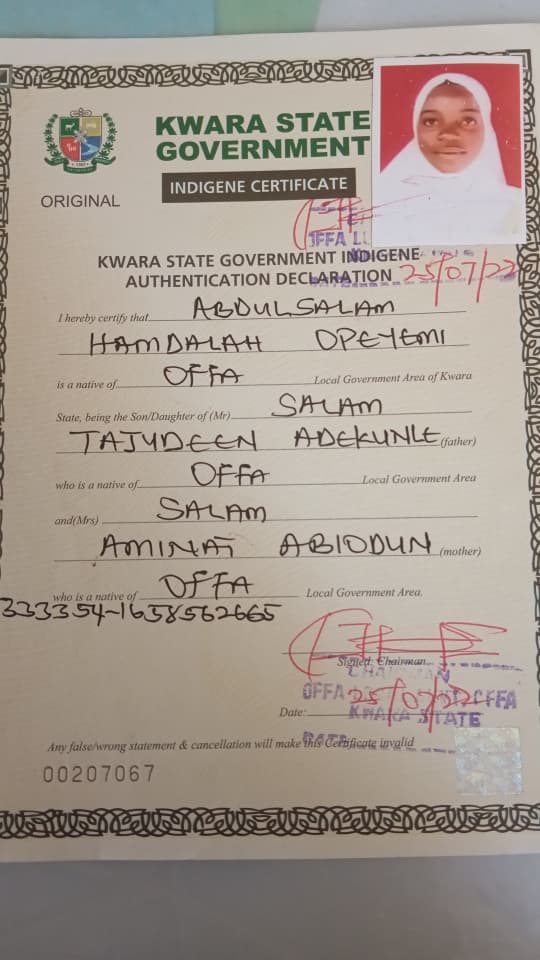 KWARA STATE
GOVERNMENT
INDIGENE CERTIFICATE
ORIGINAL
OFFA
KWARA STATE GOVERNMENT INDIGENE
AUTHENTICATION DECLARATION 25/07/22
I hereby certify that ABDULSALAM
HAMDALAH OPEYEMI
is a native of OFFA Local Government Area of Kwara
State, being the Son/Daughter of (Mr) SALAM
TAJUDEEN ADEKUNLE (father)
who is a native of OFFA Local Government Area
and(Mrs) SALAM
AMINAT ABIODUN (mother)
who is a native of OFFA Local Government Area.
333354-1658562665
Signed: Chairman
CHAIRMAN
OFFA 25/07/22 OFFA
Date: KWARA STATE
Any false/wrong statement & cancellation will make this Certificate invalid
DATE
00207067